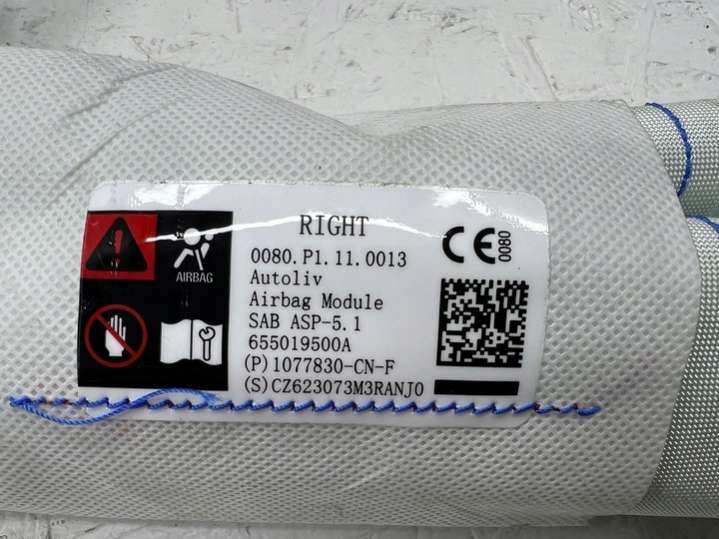 RIGHT
0080.P1.11.0013
Autoliv
Airbag Module
SAB ASP-5.1
655019500A
(P)1077830-CN-F
(S)CZ623073M3RANJ0
AIRBAG
CE
0080